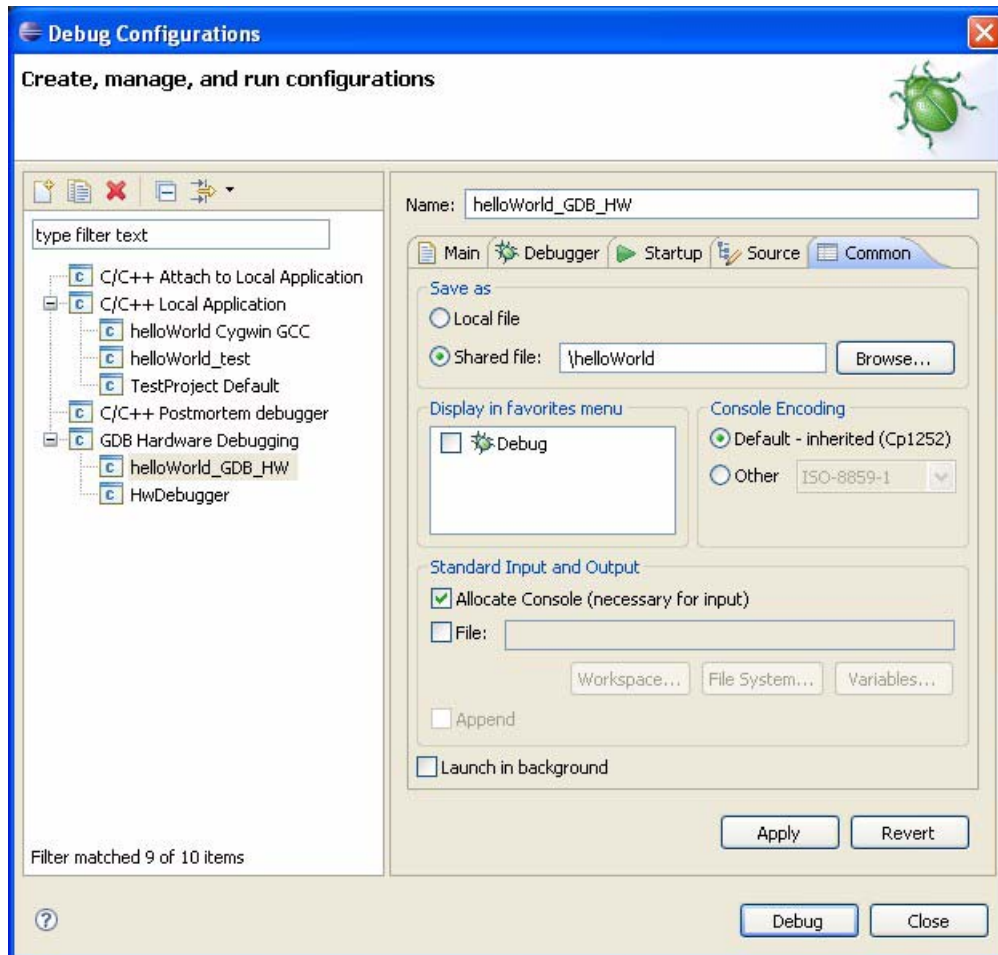 Debug Configurations
Create, manage, and run configurations
type filter text
C/C++ Attach to Local Application
C/C++ Local Application
helloWorld Cygwin GCC
helloWorld_test
TestProject Default
C/C++ Postmortem debugger
GDB Hardware Debugging
helloWorld_GDB_HW
HwDebugger
Filter matched 9 of 10 items
Name: helloWorld_GDB_HW
Main Debugger Startup Source Common
Save as
Local file
Shared file: \helloWorld Browse...
Display in favorites menu
Debug
Console Encoding
Default - inherited (Cp1252)
Other ISO-8859-1
Standard Input and Output
Allocate Console (necessary for input)
File:
Workspace... File System... Variables...
Append
Launch in background
Apply Revert
Debug Close